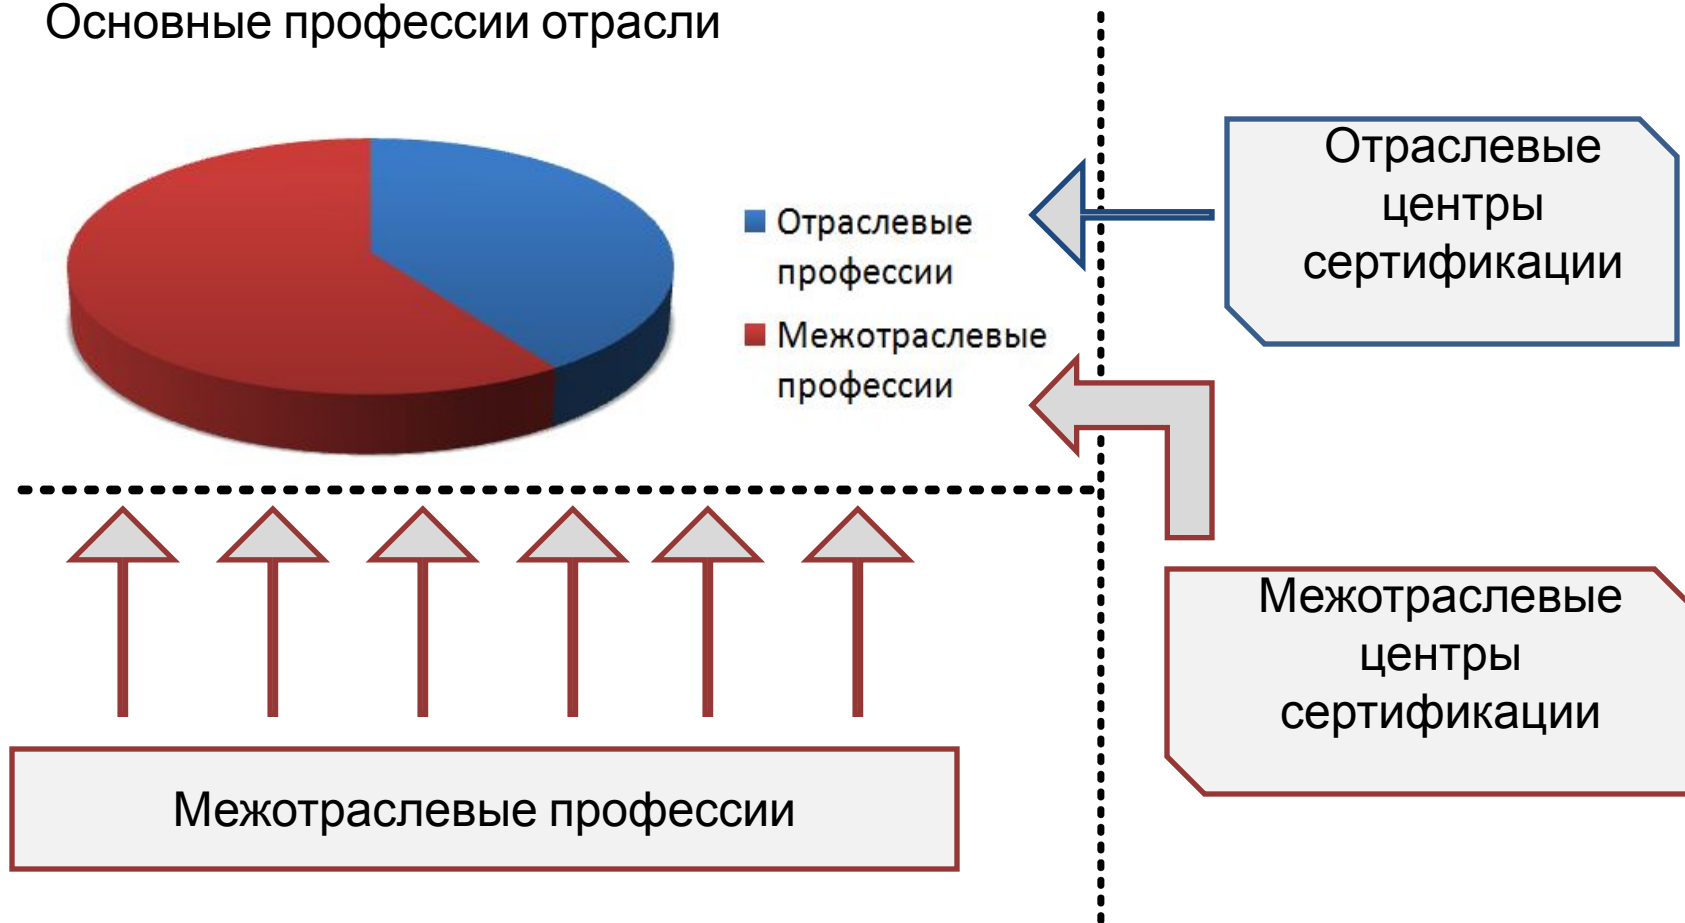 Основные профессии отрасли
Отраслевые
профессии
Межотраслевые
профессии
Отраслевые
центры
сертификации
Межотраслевые
центры
сертификации
Межотраслевые профессии